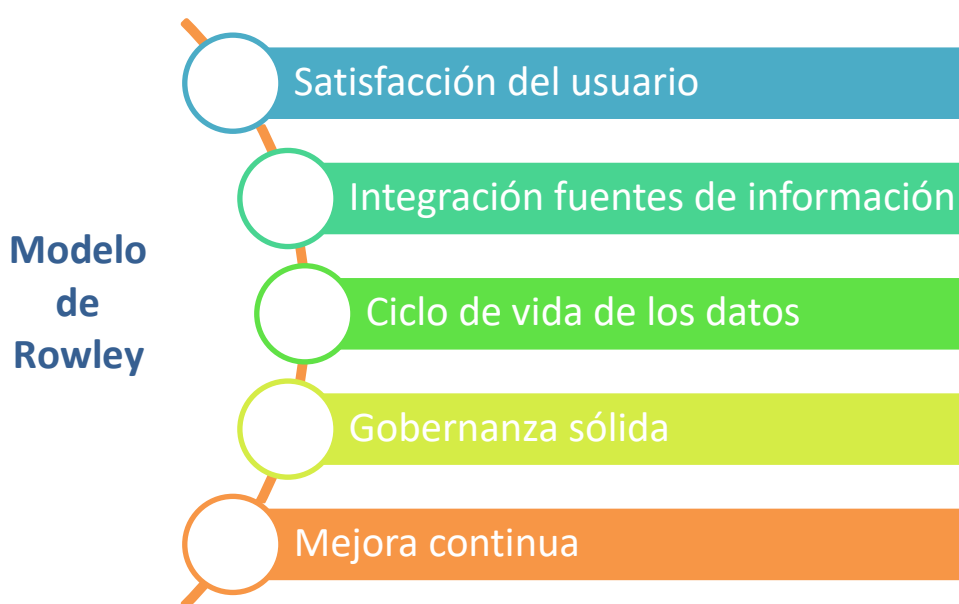 Modelo
de
Rowley
Satisfacción del usuario
Integración fuentes de información
Ciclo de vida de los datos
Gobernanza sólida
Mejora continua